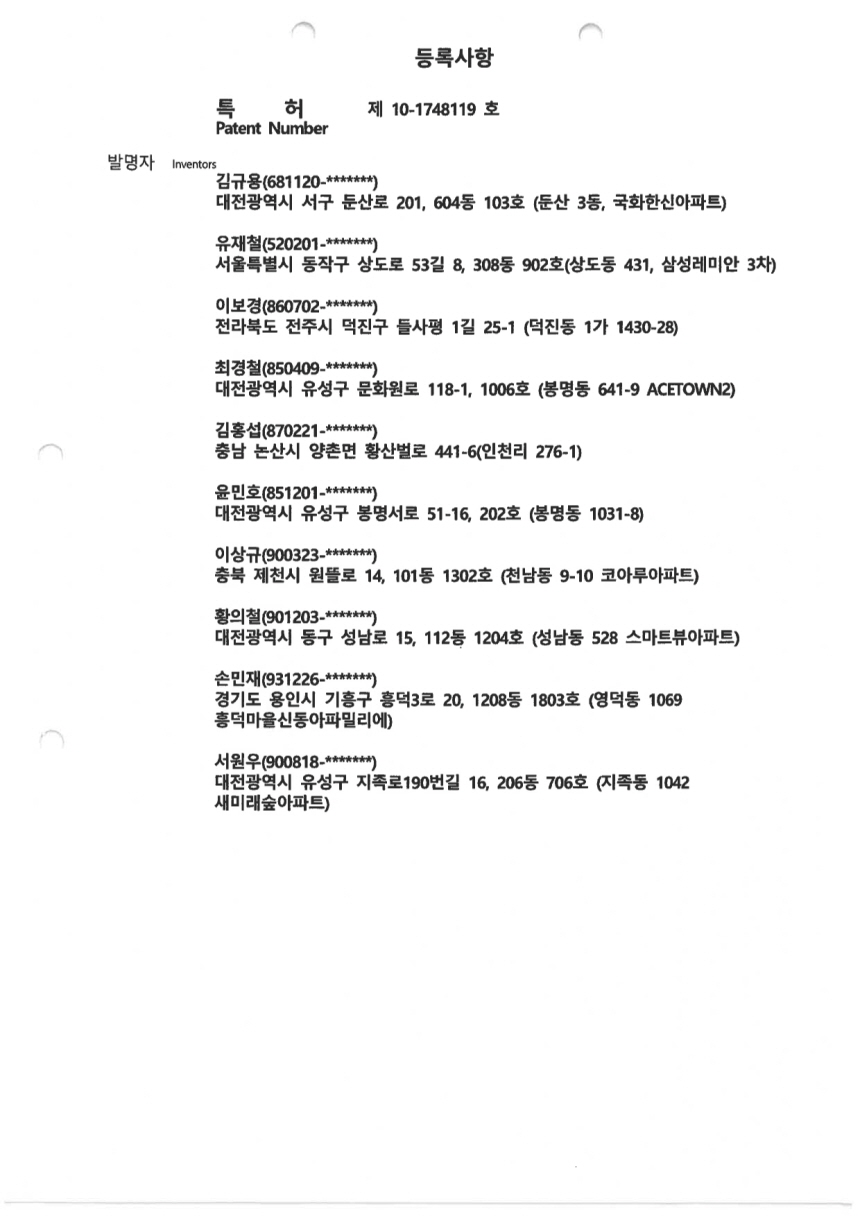 등록사항
특 허 제 10-1748119 호
Patent Number
발명자 Inventors
김규용(681120-*******)
대전광역시 서구 둔산로 201, 604동 103호 (둔산 3동, 국화한신아파트)
유재철(520201-*******)
서울특별시 동작구 상도로 53길 8, 308동 902호(상도동 431, 삼성레미안 3차)
이보경(860702-*******)
전라북도 전주시 덕진구 들사평 1길 25-1 (덕진동 1가 1430-28)
최경철(850409-*******)
대전광역시 유성구 문화원로 118-1, 1006호 (봉명동 641-9 ACETOWN2)
김홍섭(870221-*******)
충남 논산시 양촌면 황산벌로 441-6(인천리 276-1)
윤민호(851201-*******)
대전광역시 유성구 봉명서로 51-16, 202호 (봉명동 1031-8)
이상규(900323-*******)
충북 제천시 원뜰로 14, 101동 1302호 (천남동 9-10 코아루아파트)
황의철(901203-*******)
대전광역시 동구 성남로 15, 112동 1204호 (성남동 528 스마트뷰아파트)
손민재(931226-*******)
경기도 용인시 기흥구 흥덕3로 20, 1208동 1803호 (영덕동 1069
흥덕마을신동아파밀리에)
서원우(900818-*******)
대전광역시 유성구 지족로190번길 16, 206동 706호 (지족동 1042
새미래숲아파트)